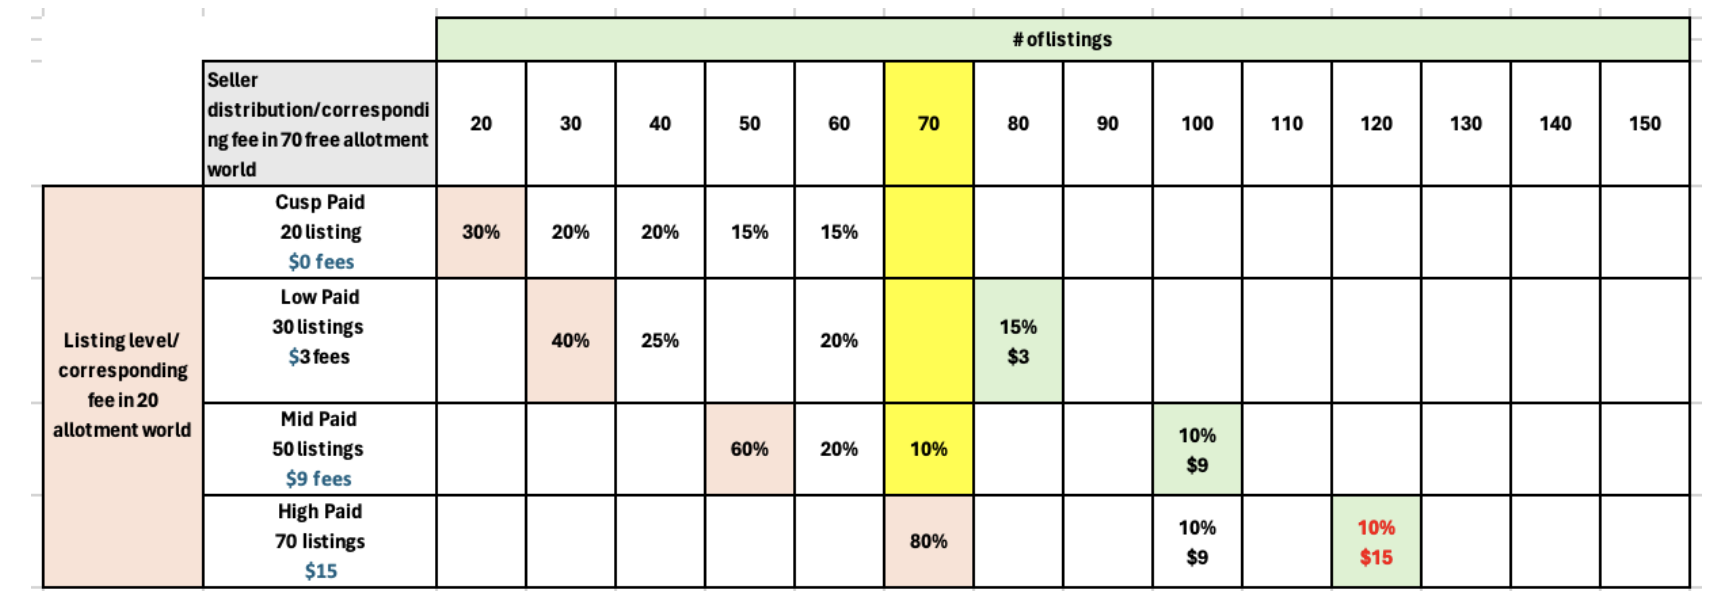 # of listings
Seller
distribution/correspondi
ng fee in 70 free allotment
world
20 30 40 50 60 70 80 90 100 110 120 130 140 150
Listing level/
corresponding
fee in 20
allotment world
Cusp Paid
20 listing
$0 fees
30% 20% 20% 15% 15%
Low Paid
30 listings
$3 fees
40% 25% 20% 15%
$3
Mid Paid
50 listings
$9 fees
60% 20% 10% 10%
$9
High Paid
70 listings
$15
80% 10% 10%
$9 $15